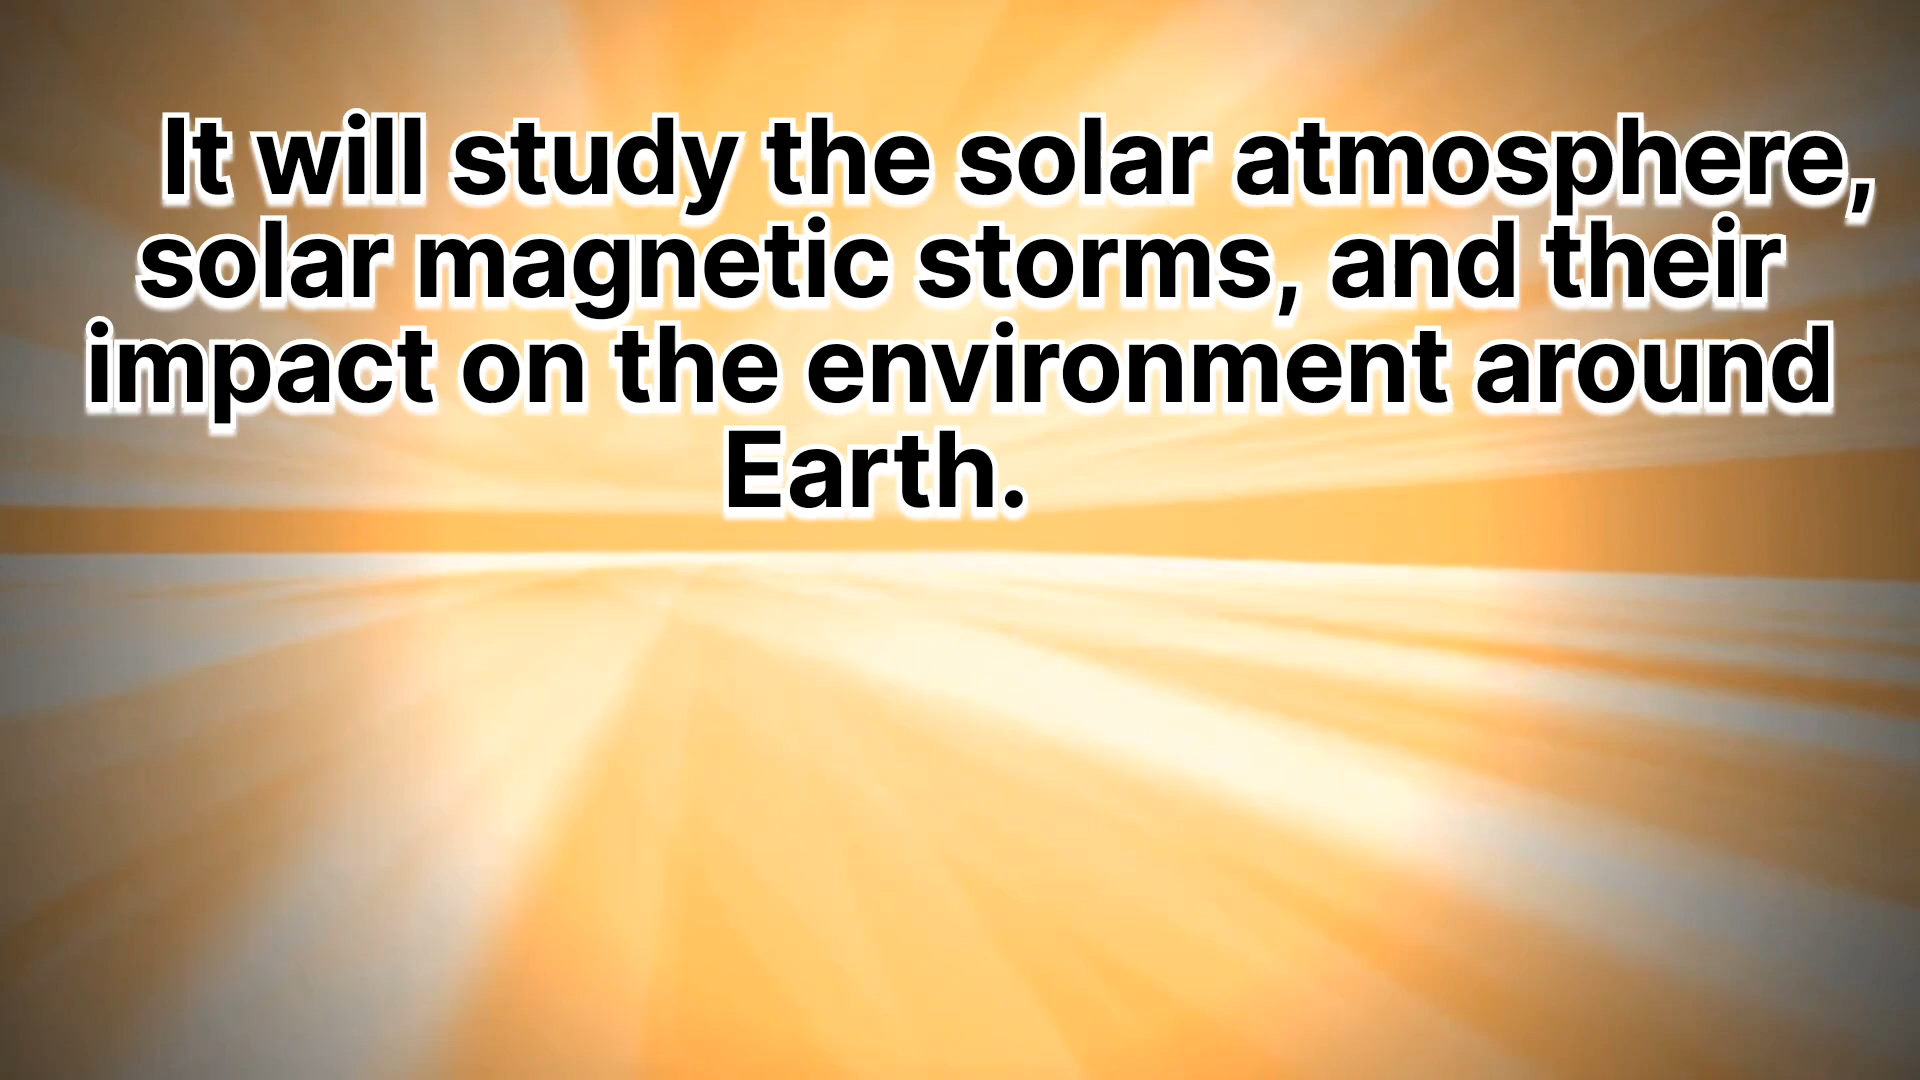 It will study the solar atmosphere,
solar magnetic storms, and their
impact on the environment around
Earth.